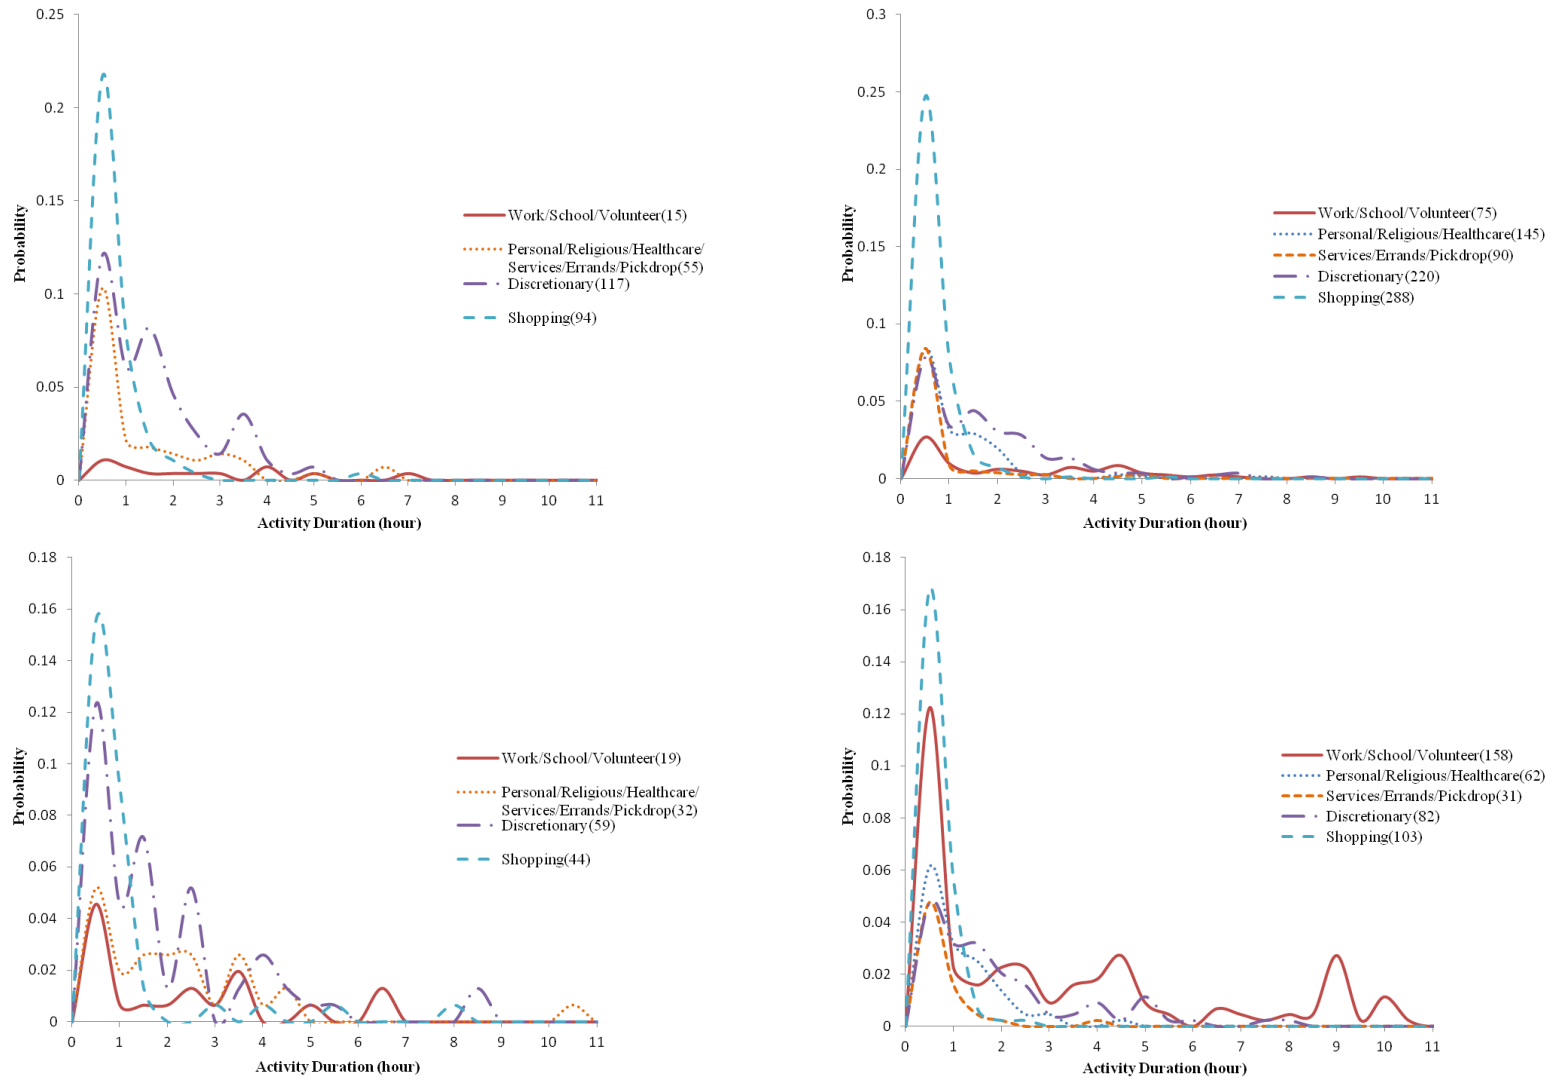 0.25
0.2
0.15
0.1
0.05
0
Probability
0 1 2 3 4 5 6 7 8 9 10 11
Activity Duration (hour)
Work/School/Volunteer(15)
Personal/Religious/Healthcare/
Services/Errands/Pickdrop(55)
Discretionary(117)
Shopping(94)
0.3
0.25
0.2
0.15
0.1
0.05
0
Probability
0 1 2 3 4 5 6 7 8 9 10 11
Activity Duration (hour)
Work/School/Volunteer(75)
Personal/Religious/Healthcare(145)
Services/Errands/Pickdrop(90)
Discretionary(220)
Shopping(288)
0.18
0.16
0.14
0.12
0.1
0.08
0.06
0.04
0.02
0
Probability
0 1 2 3 4 5 6 7 8 9 10 11
Activity Duration (hour)
Work/School/Volunteer(19)
Personal/Religious/Healthcare/
Services/Errands/Pickdrop(32)
Discretionary(59)
Shopping(44)
0.18
0.16
0.14
0.12
0.1
0.08
0.06
0.04
0.02
0
Probability
0 1 2 3 4 5 6 7 8 9 10 11
Activity Duration (hour)
Work/School/Volunteer(158)
Personal/Religious/Healthcare(62)
Services/Errands/Pickdrop(31)
Discretionary(82)
Shopping(103)